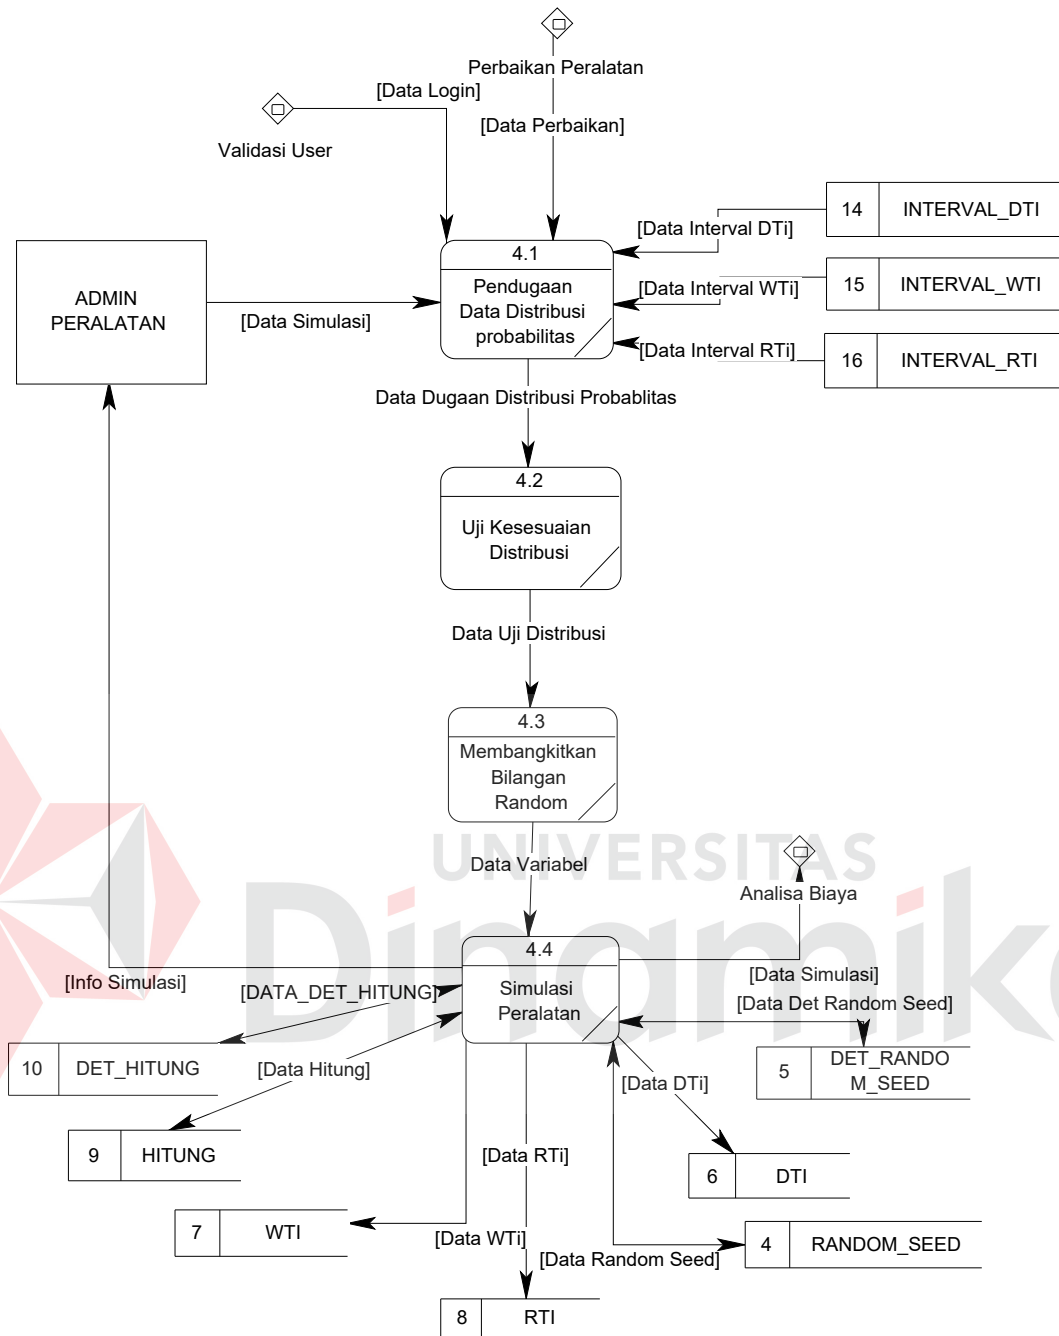 Perbaikan Peralatan
[Data Login]
[Data Perbaikan]
Validasi User
14 INTERVAL_DTI
[Data Interval DTi]
4.1
ADMIN
PERALATAN
Pendugaan
Data Distribusi
probabilitas
[Data Interval WTi]
15 INTERVAL_WTI
[Data Simulasi]
[Data Interval RTi]
16 INTERVAL_RTI
Data Dugaan Distribusi Probablitas
4.2
Uji Kesesuaian
Distribusi
Data Uji Distribusi
4.3
Membangkitkan
Bilangan
Random
UNIVERSITAS
Dinamika
Data Variabel
Analisa Biaya
4.4
Simulasi
Peralatan
[Info Simulasi]
[DATA_DET_HITUNG]
[Data Simulasi]
[Data Det Random Seed]
10 DET_HITUNG
[Data Hitung]
[Data DTi]
5 DET_RANDO
M_SEED
9 HITUNG
[Data RTi]
6 DTI
7 WTI
[Data WTi]
[Data Random Seed]
4 RANDOM_SEED
8 RTI